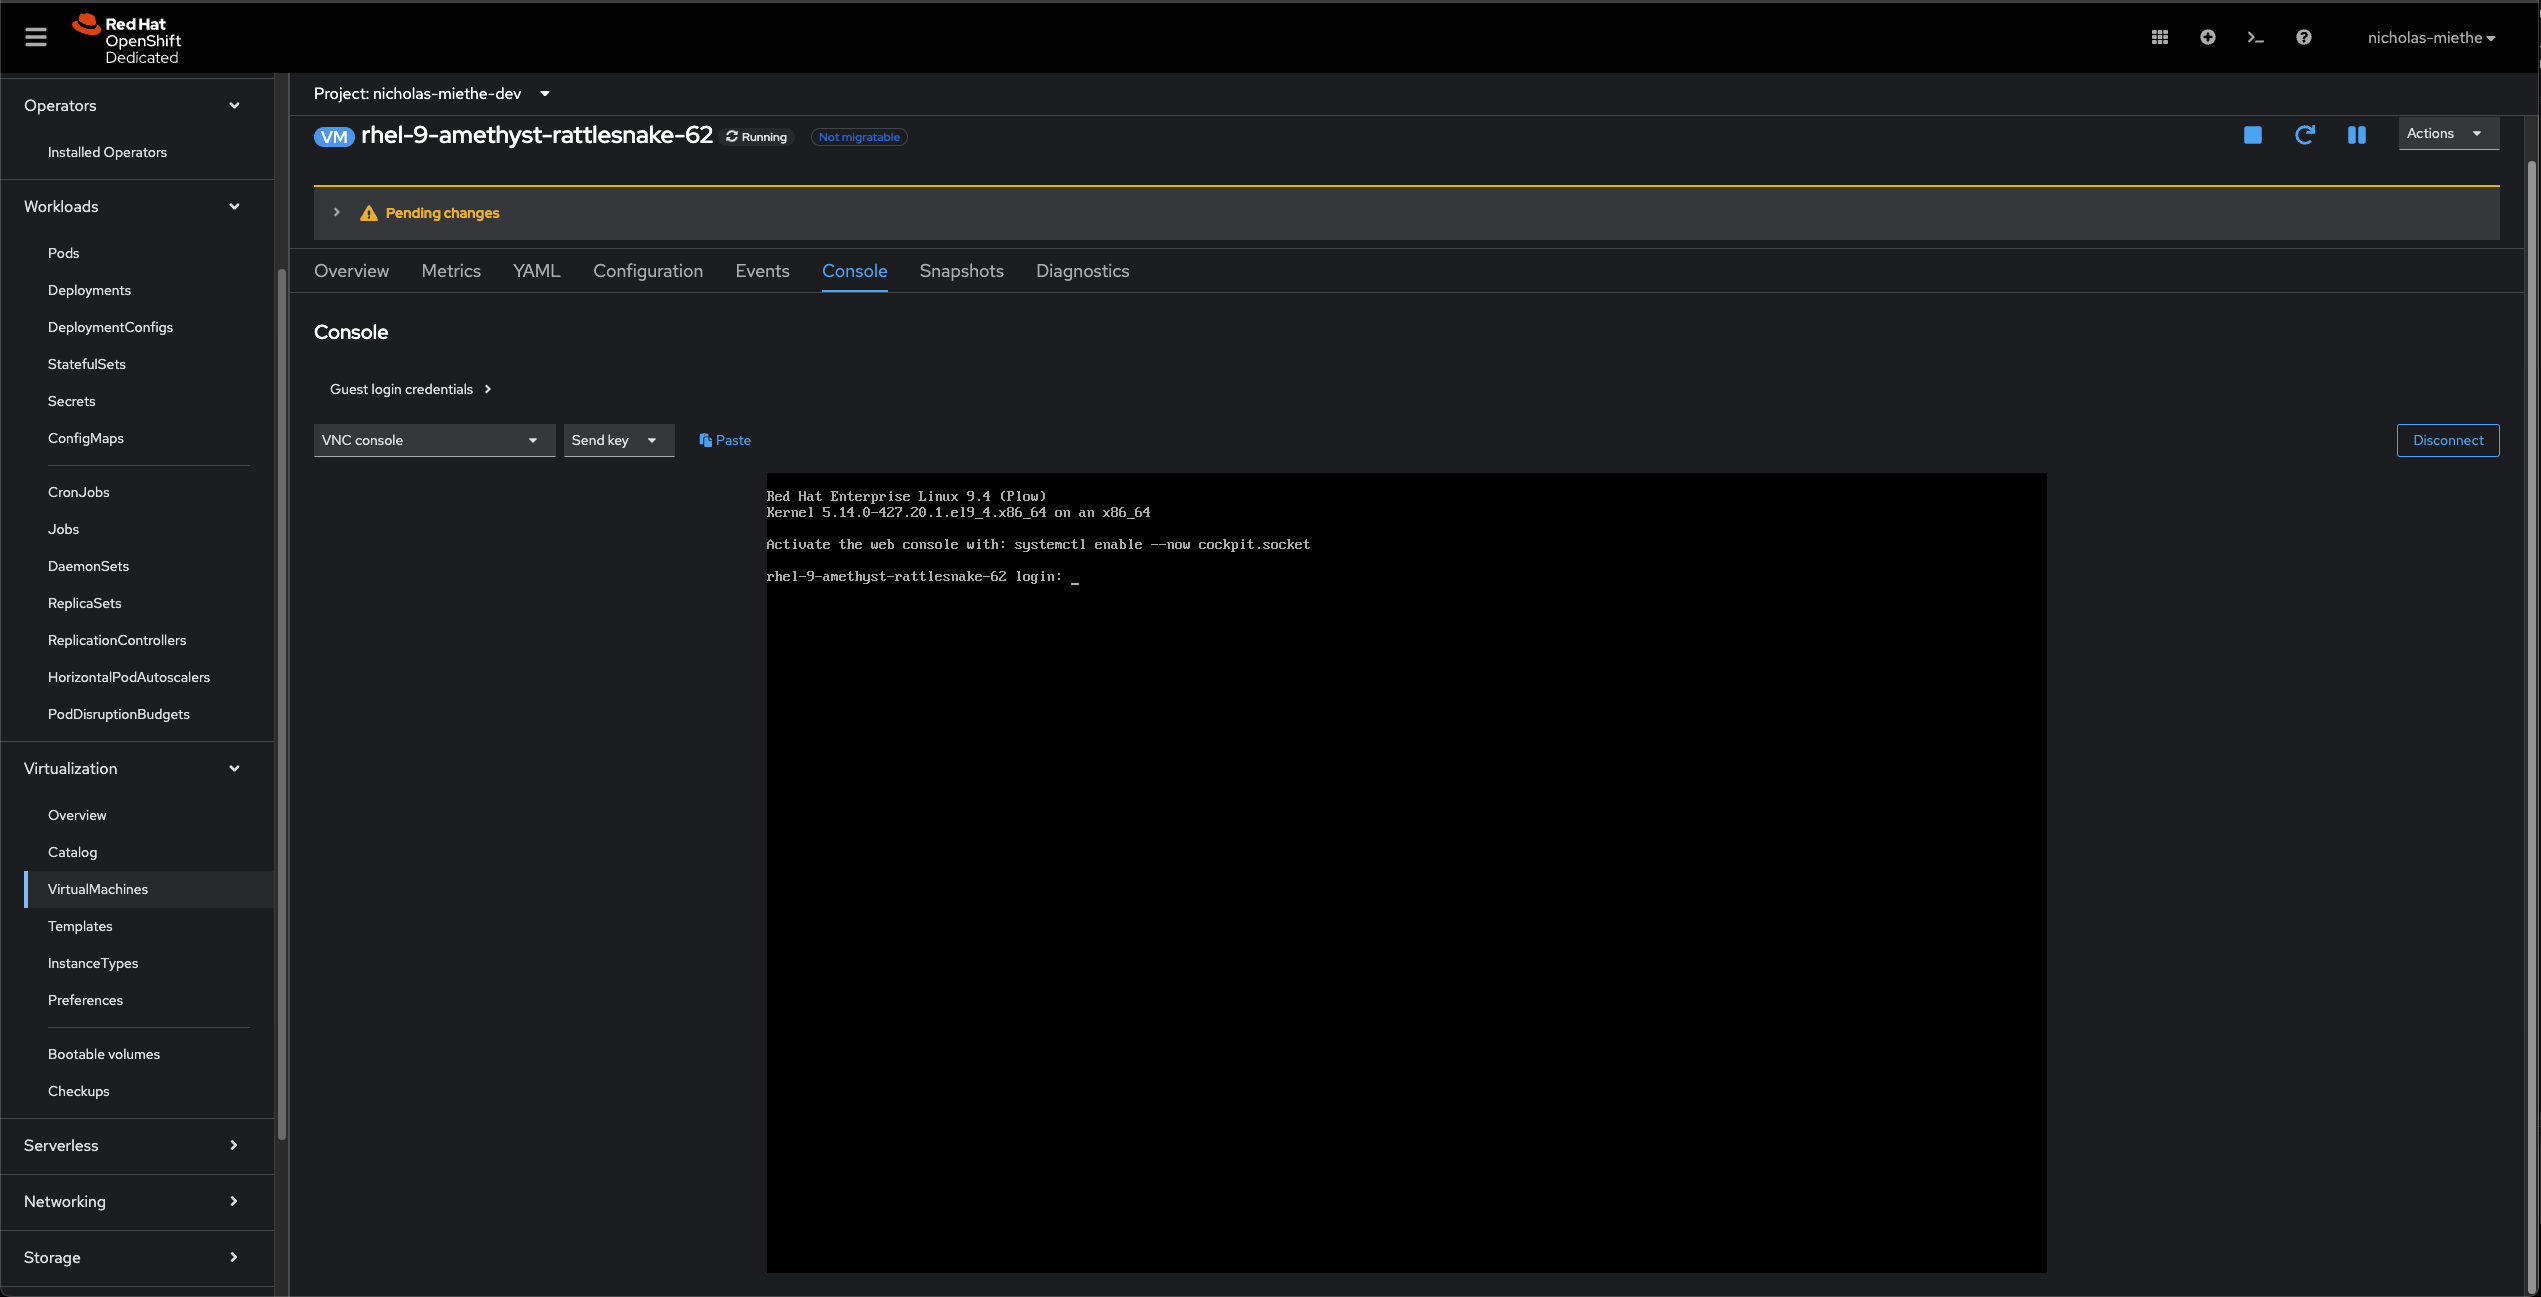 Red Hat
OpenShift
Dedicated
nicholas-miethe
Operators
Installed Operators
Workloads
Pods
Deployments
DeploymentConfigs
StatefulSets
Secrets
ConfigMaps
CronJobs
Jobs
DaemonSets
ReplicaSets
ReplicationControllers
HorizontalPodAutoscalers
PodDisruptionBudgets
Virtualization
Overview
Catalog
VirtualMachines
Templates
InstanceTypes
Preferences
Bootable volumes
Checkups
Serverless
Networking
Storage
Project: nicholas-miethe-dev
VM rhel-9-amethyst-rattlesnake-62 Running Not migratable
Actions
Pending changes
Overview Metrics YAML Configuration Events Console Snapshots Diagnostics
Console
Guest login credentials
VNC console Send key Paste Disconnect
Red Hat Enterprise Linux 9.4 (Plow)
Kernel 5.14.0-427.20.1.el9_4.x86_64 on an x86_64
Activate the web console with: systemctl enable --now cockpit.socket
rhel-9-amethyst-rattlesnake-62 login: _